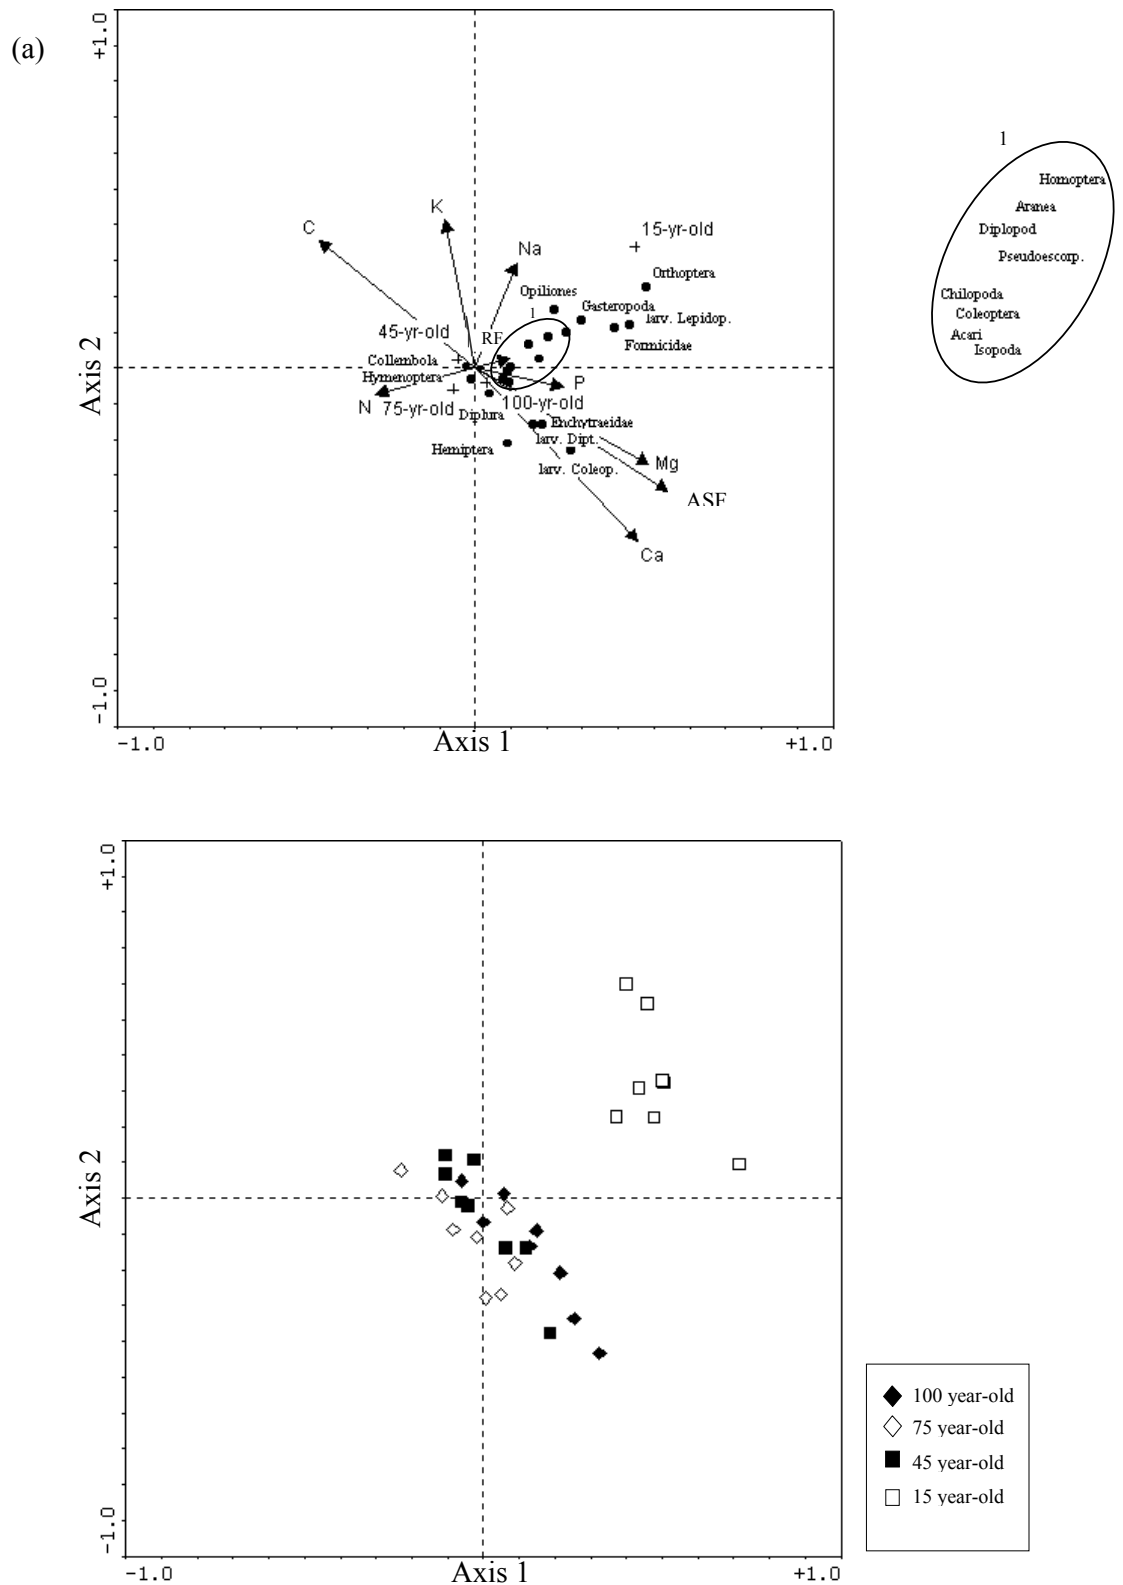 (a)
+1.0
1
Homoptera
Aranea
Diplopod
Pseudoescorp.
Chilopoda
Coleoptera
Acari
Isopoda
C
K
Na
15-yr-old
Orthoptera
Opiliones
Gasteropoda
1
larv. Lepidop.
45-yr-old
RF
Formicidae
Collembola
Hymenoptera
P
N
75-yr-old
100-yr-old
Diplura
Enchytraeidae
Hemiptera
larv. Dipt.
Mg
larv. Coleop.
ASF
Ca
Axis 2
-1.0
-1.0
Axis 1
+1.0
+1.0
Axis 2
-1.0
-1.0
Axis 1
+1.0
100 year-old
75 year-old
45 year-old
15 year-old